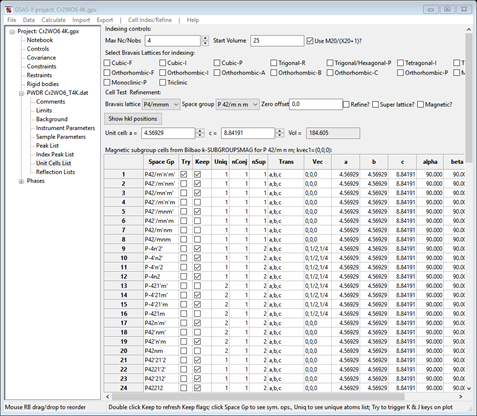 GSAS-II project: Cr2WO6 4K.gpx
File Data Calculate Import Export Cell Index/Refine Help
Project: Cr2WO6 4K.gpx
Notebook
Controls
Covariance
Constraints
Restraints
Rigid bodies
PWDR Cr2WO6_T4K.dat
Comments
Limits
Background
Instrument Parameters
Sample Parameters
Peak List
Index Peak List
Unit Cells List
Reflection Lists
Phases
Indexing controls:
Max Nc/Nobs 4 Start Volume 25 Use M20/(X20+1)?
Select Bravais Lattices for indexing:
Cubic-F Cubic-I Cubic-P Trigonal-R Trigonal/Hexagonal-P Tetragonal-I
Orthorhombic-F Orthorhombic-I Orthorhombic-A Orthorhombic-B Orthorhombic-C Orthorhombic-P
Monoclinic-P Triclinic
Cell Test Refinement:
Bravais lattice P4/mmm Space group P 42/m n m Zero offset 0.0 Refine? Super lattice? Magnetic?
Show hkl positions
Unit cell: a = 4.56929 c = 8.84191 Vol = 184.605
Magnetic subgroup cells from Bilbao k-SUBGROUPSMAG for P 42/m n m; kvec1=(0,0,0):
Space Gp Try Keep Uniq nConj nSup Trans Vec a b c alpha beta
1 P42/m'n'm' 1 1 1 a,b,c 0,0,0 4.56929 4.56929 8.84191 90.000 90.00
2 P42/m'nm' 1 1 1 a,b,c 0,0,0 4.56929 4.56929 8.84191 90.000 90.00
3 P42/mn'm' 1 1 1 a,b,c 0,0,0 4.56929 4.56929 8.84191 90.000 90.00
4 1 1 1 a,b,c 0,0,0 4.56929 4.56929 8.84191 90.000 90.00
5 1 1 1 a,b,c 0,0,0 4.56929 4.56929 8.84191 90.000 90.00
6 1 1 1 a,b,c 0,0,0 4.56929 4.56929 8.84191 90.000 90.00
7 1 1 1 a,b,c 0,0,0 4.56929 4.56929 8.84191 90.000 90.00
8 P42/mnm 1 1 1 a,b,c 0,0,0 4.56929 4.56929 8.84191 90.000 90.00
9 P-4n'2' 1 1 2 a,b,c 0,1/2,1/4 4.56929 4.56929 8.84191 90.000 90.00
10 P-4'n2' 1 1 2 a,b,c 0,1/2,1/4 4.56929 4.56929 8.84191 90.000 90.00
11 P-4'n'2 1 1 2 a,b,c 0,1/2,1/4 4.56929 4.56929 8.84191 90.000 90.00
12 P-4n2 1 1 2 a,b,c 0,1/2,1/4 4.56929 4.56929 8.84191 90.000 90.00
13 P-421'm' 2 1 2 a,b,c 0,1/2,1/4 4.56929 4.56929 8.84191 90.000 90.00
14 P-4'21m' 2 1 2 a,b,c 0,1/2,1/4 4.56929 4.56929 8.84191 90.000 90.00
15 P-4'21'm 2 1 2 a,b,c 0,1/2,1/4 4.56929 4.56929 8.84191 90.000 90.00
16 P-421m 2 1 2 a,b,c 0,1/2,1/4 4.56929 4.56929 8.84191 90.000 90.00
17 P42n'm' 2 1 2 a,b,c 0,0,0 4.56929 4.56929 8.84191 90.000 90.00
18 P42'nm' 2 1 2 a,b,c 0,0,0 4.56929 4.56929 8.84191 90.000 90.00
19 P42'n'm 2 1 2 a,b,c 0,0,0 4.56929 4.56929 8.84191 90.000 90.00
20 P42nm 2 1 2 a,b,c 0,0,0 4.56929 4.56929 8.84191 90.000 90.00
21 P42'21'2 2 1 2 a,b,c 0,0,0 4.56929 4.56929 8.84191 90.000 90.00
22 P4221'2' 2 1 2 a,b,c 0,0,0 4.56929 4.56929 8.84191 90.000 90.00
23 P42'212' 2 1 2 a,b,c 0,0,0 4.56929 4.56929 8.84191 90.000 90.00
24 P42212 2 1 2 a,b,c 0,0,0 4.56929 4.56929 8.84191 90.000 90.00
Mouse RB drag/drop to reorder Double click Keep to refresh Keep flags; click Space Gp to see sym. ops., Uniq to see unique atoms list; Try to trigger K & J keys on plot